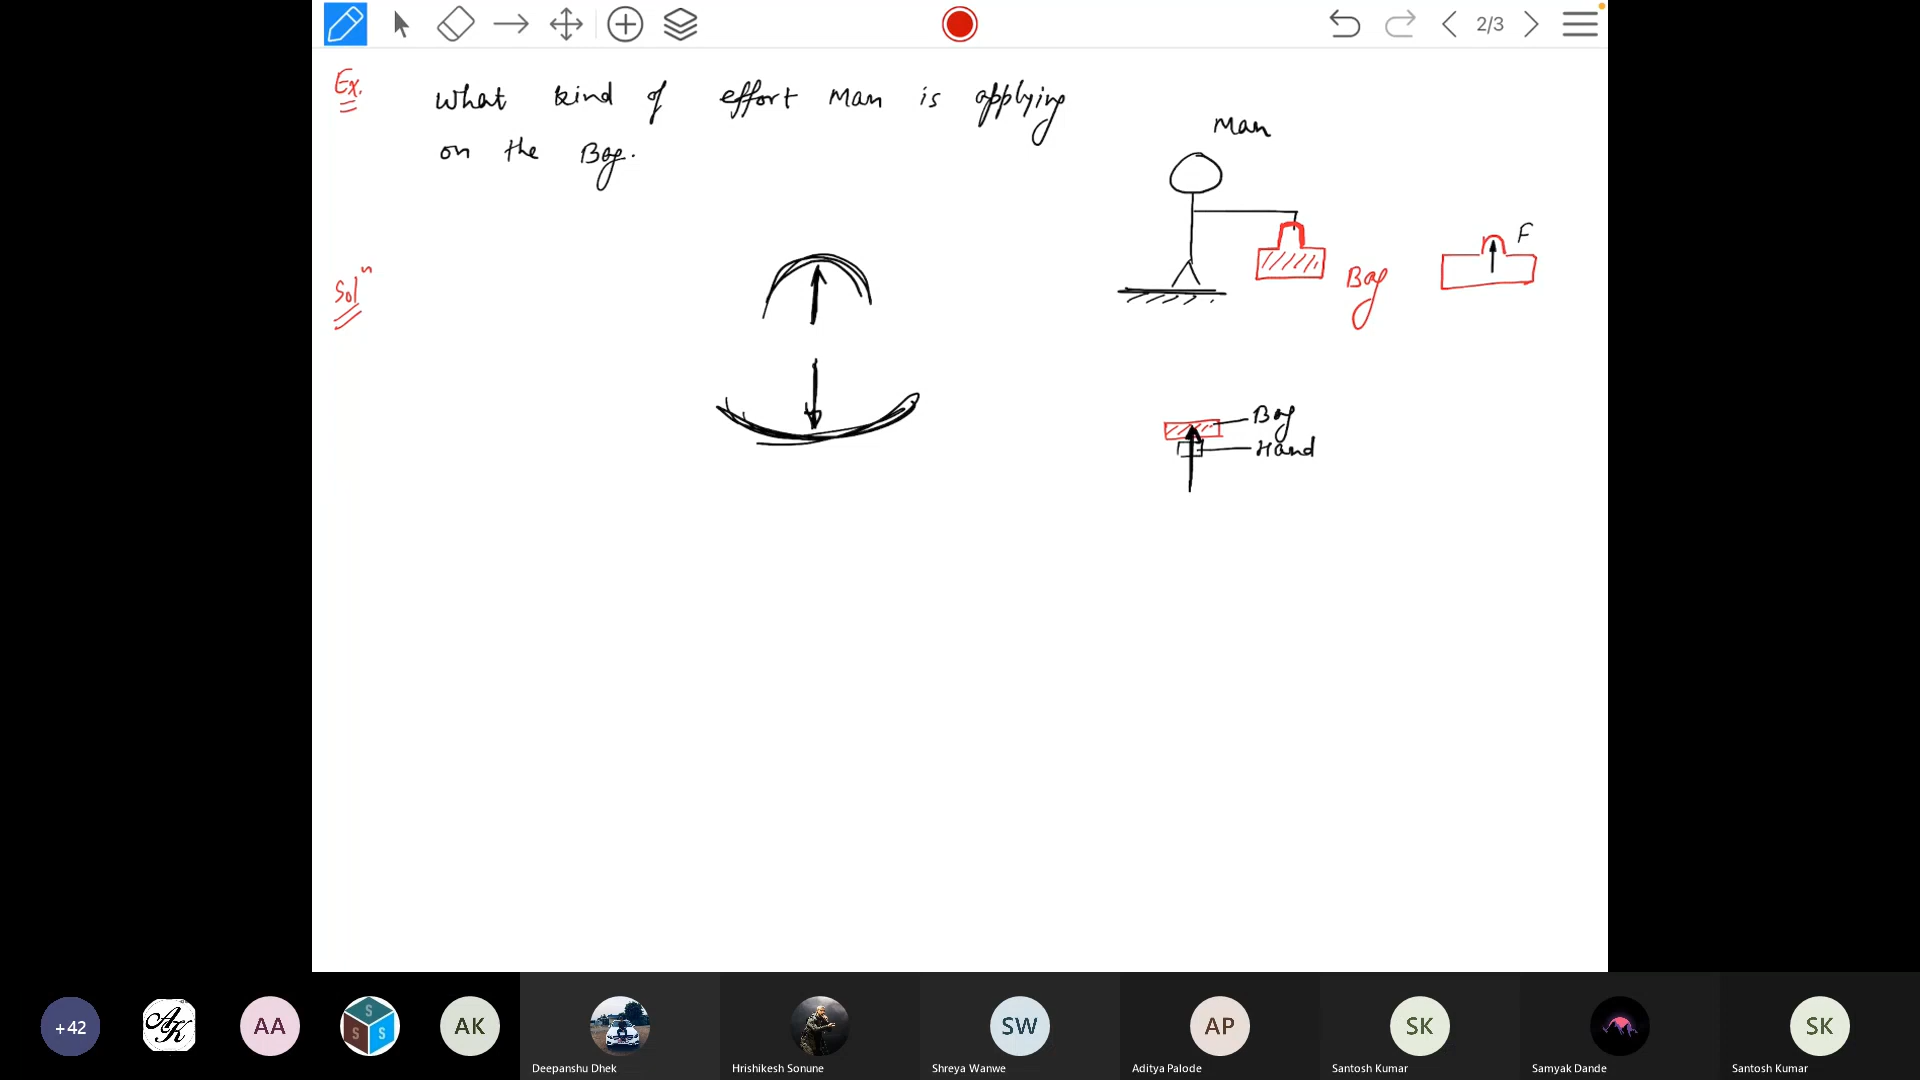 2/3
Ex. What kind of effort Man is applying
on the Bag.
Man
F
Solⁿ
Bag
Bag
Hand
+42
AK
AA
S
S S
AK
SW
AP
SK
SK
Deepanshu Dhek
Hrishikesh Sonune
Shreya Wanwe
Aditya Palode
Santosh Kumar
Samyak Dande
Santosh Kumar